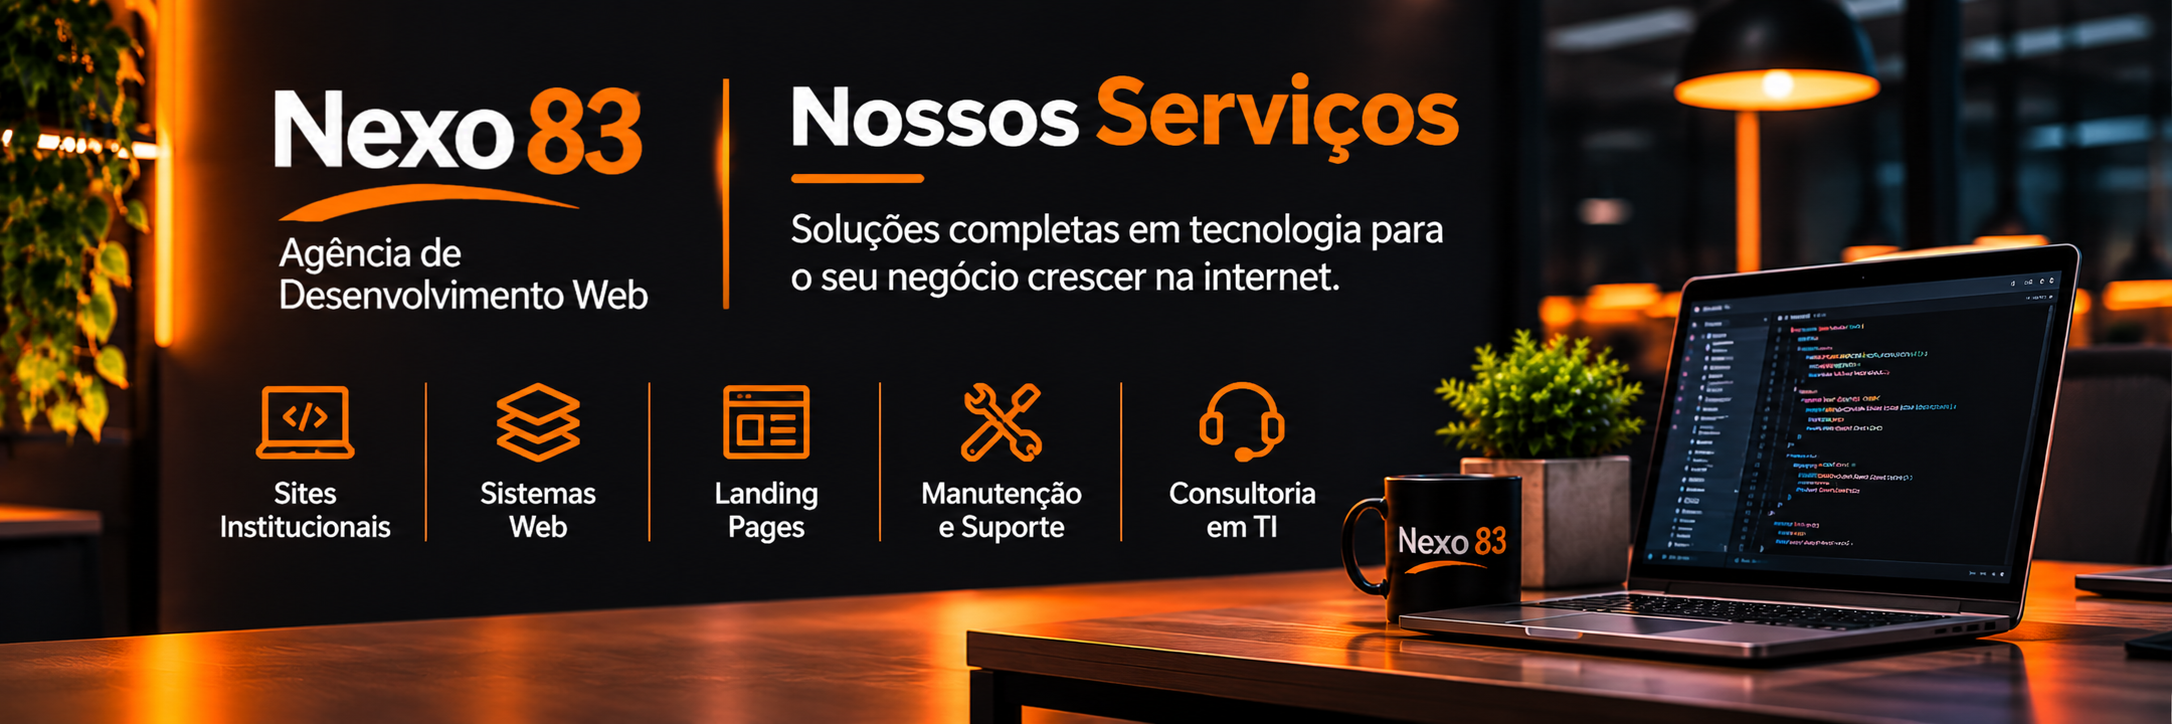 Nexo 83
Agência de
Desenvolvimento Web
Nossos Serviços
Soluções completas em tecnologia para
o seu negócio crescer na internet.
Sites
Institucionais
Sistemas
Web
Landing
Pages
Manutenção
e Suporte
Consultoria
em TI
Nexo 83